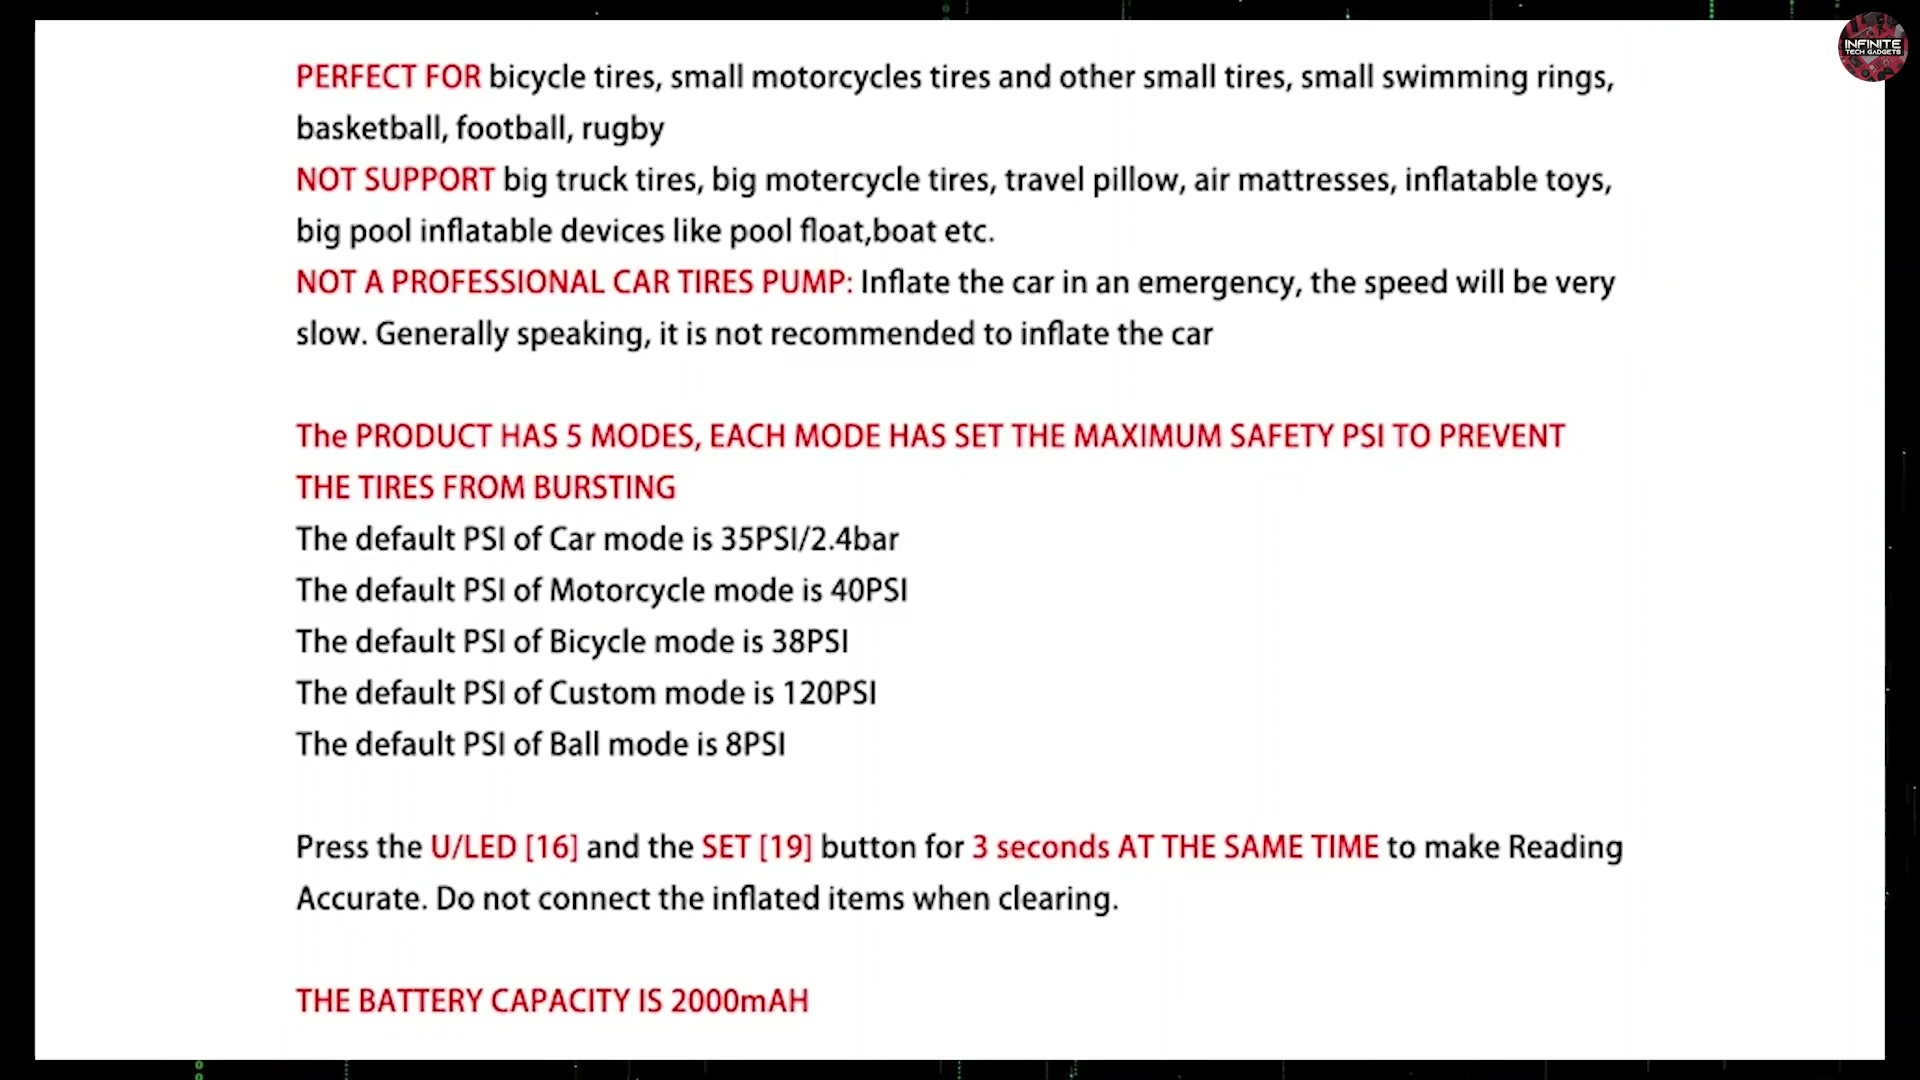 INFINITE
TECH GADGETS
PERFECT FOR bicycle tires, small motorcycles tires and other small tires, small swimming rings,
basketball, football, rugby
NOT SUPPORT big truck tires, big motercycle tires, travel pillow, air mattresses, inflatable toys,
big pool inflatable devices like pool float,boat etc.
NOT A PROFESSIONAL CAR TIRES PUMP: Inflate the car in an emergency, the speed will be very
slow. Generally speaking, it is not recommended to inflate the car
The PRODUCT HAS 5 MODES, EACH MODE HAS SET THE MAXIMUM SAFETY PSI TO PREVENT
THE TIRES FROM BURSTING
The default PSI of Car mode is 35PSI/2.4bar
The default PSI of Motorcycle mode is 40PSI
The default PSI of Bicycle mode is 38PSI
The default PSI of Custom mode is 120PSI
The default PSI of Ball mode is 8PSI
Press the U/LED [16] and the SET [19] button for 3 seconds AT THE SAME TIME to make Reading
Accurate. Do not connect the inflated items when clearing.
THE BATTERY CAPACITY IS 2000mAH